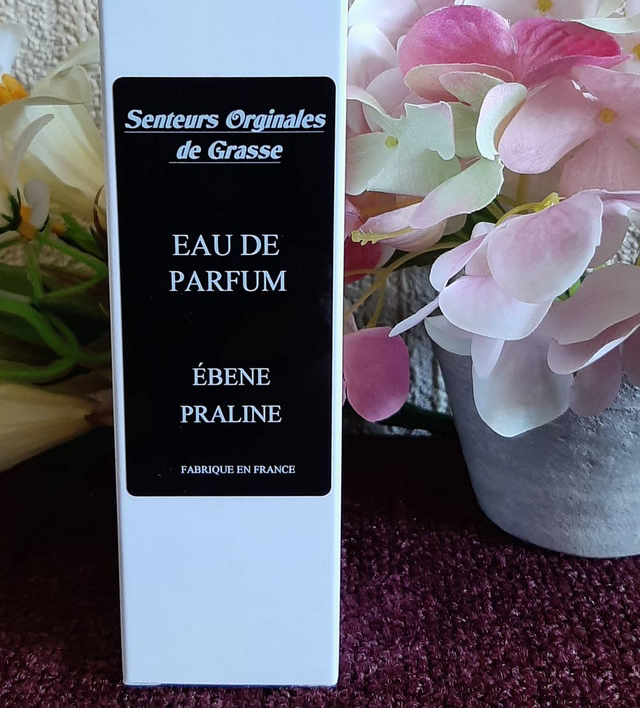 Senteurs Orginales
de Grasse
EAU DE
PARFUM
ÉBENE
PRALINE
FABRIQUE EN FRANCE